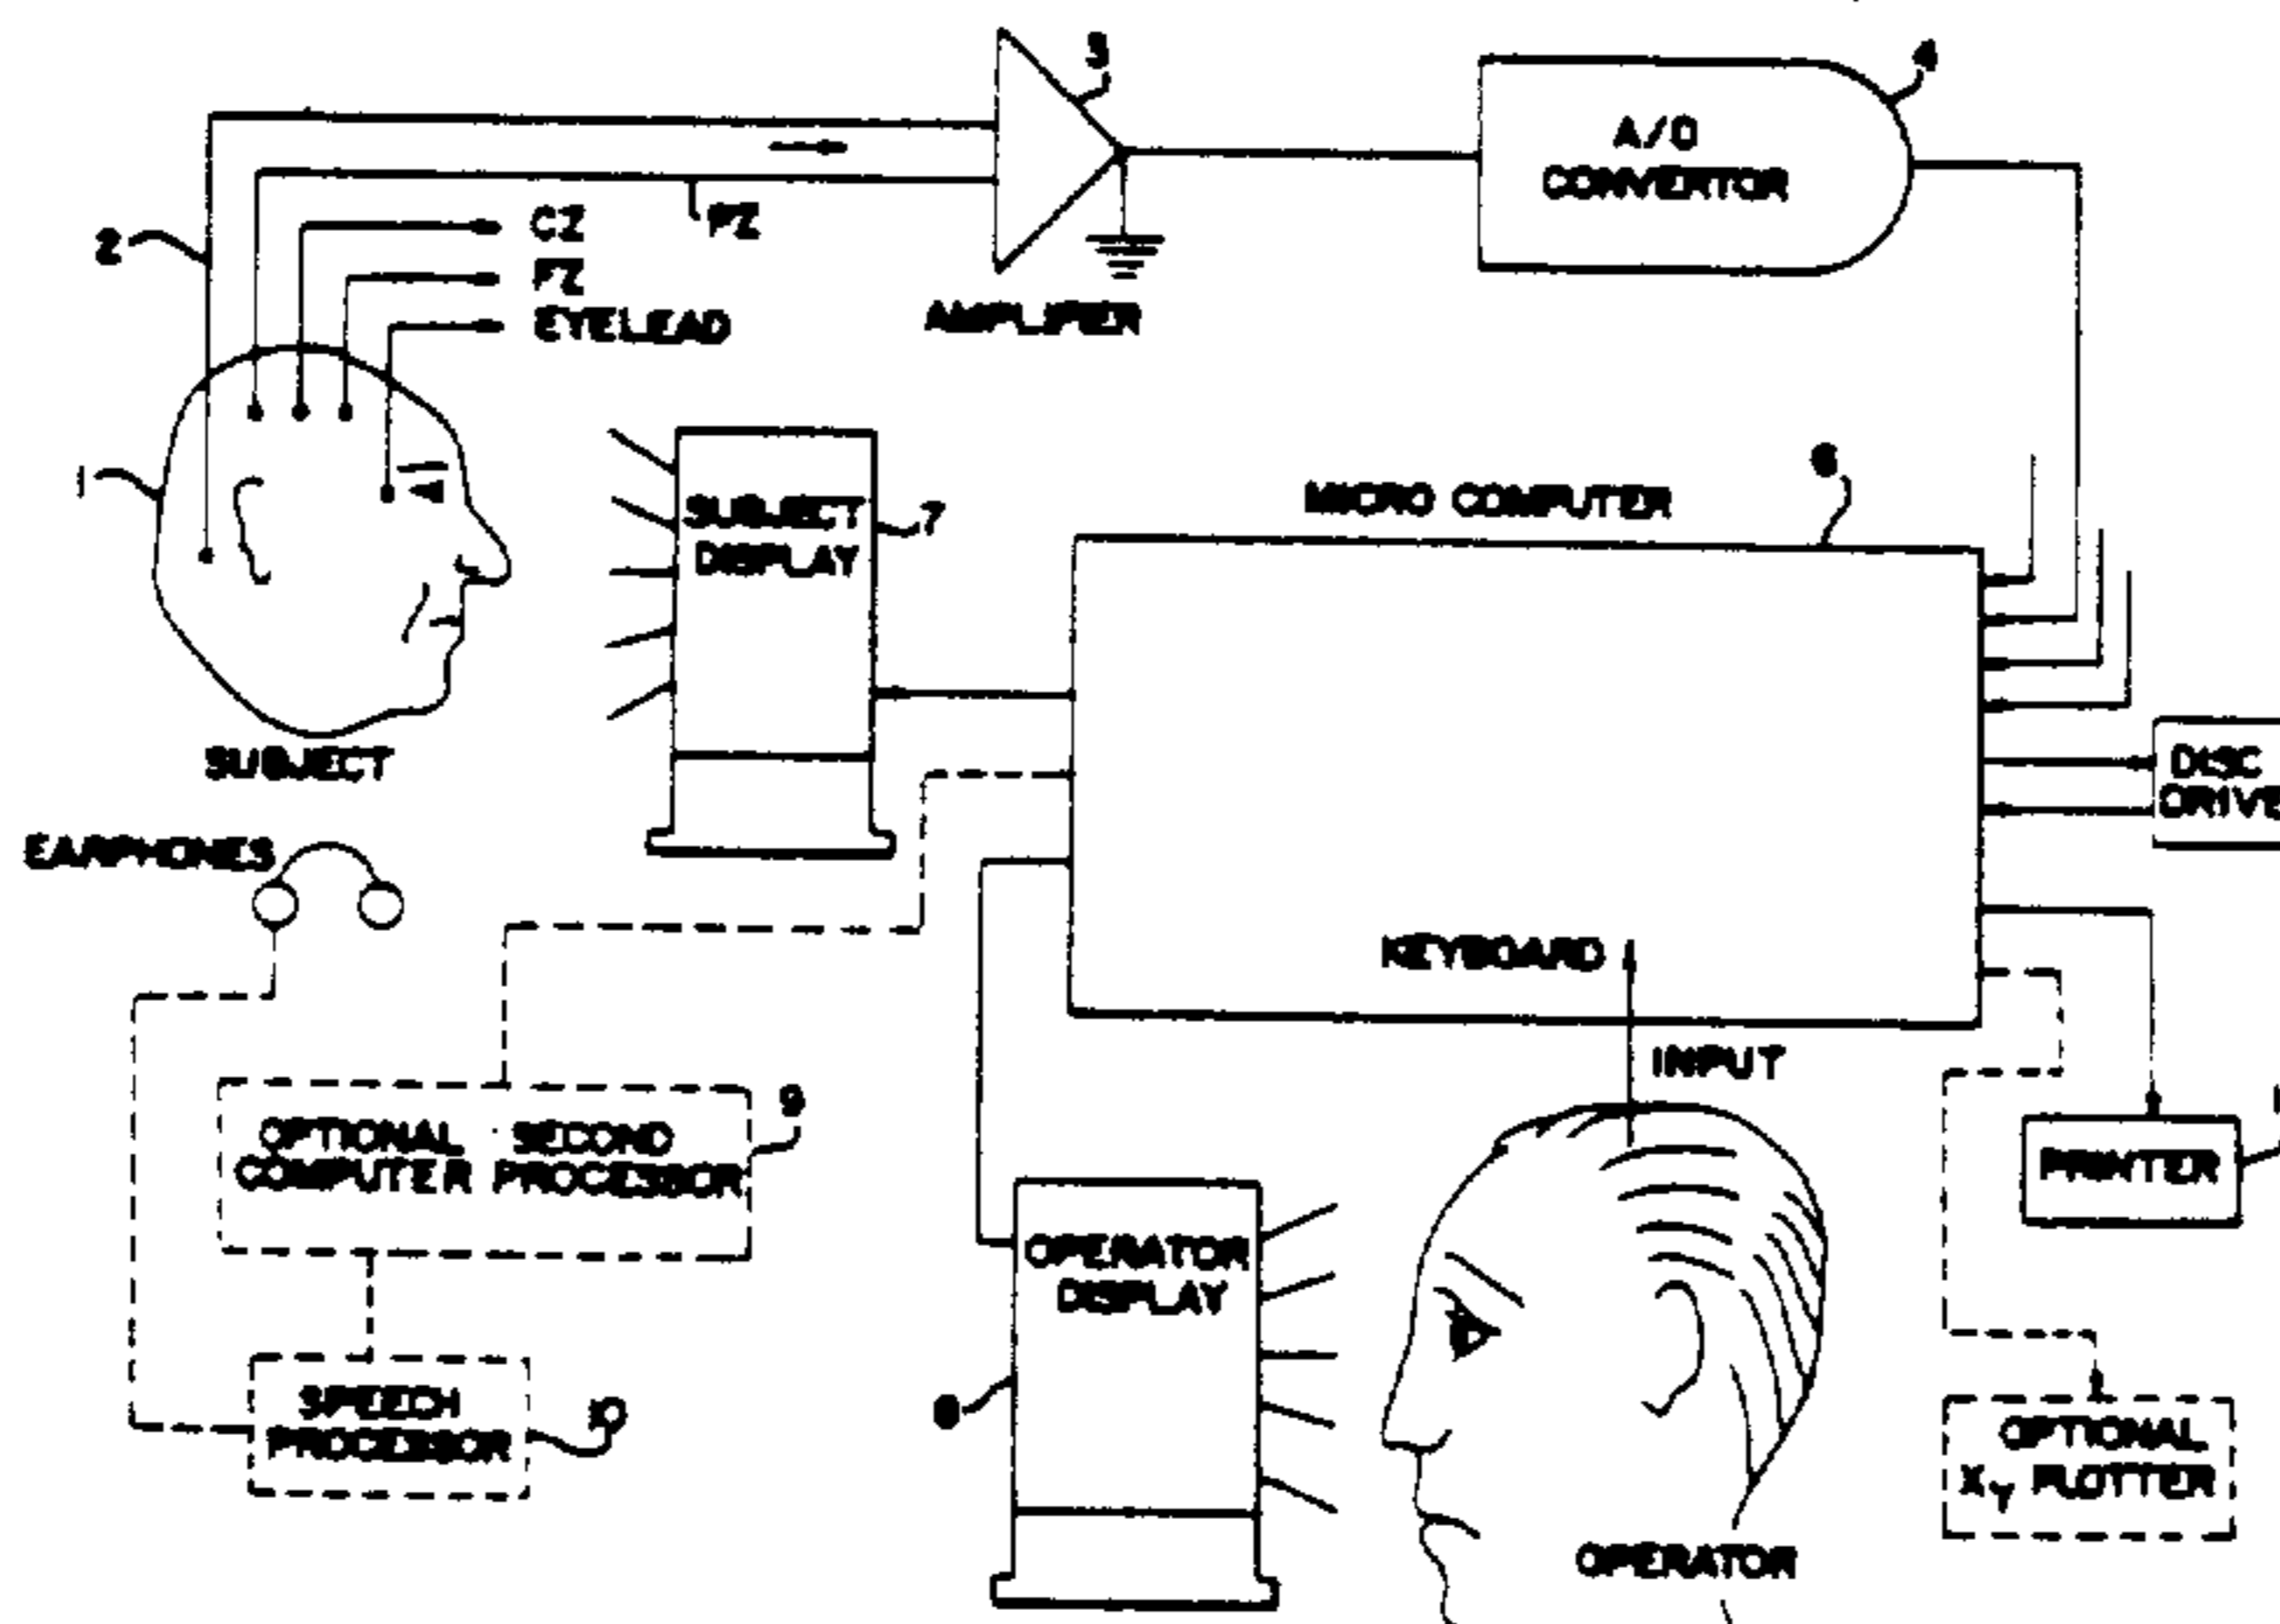 3
4
A/D
CONVERTOR
2
CZ
PZ
FZ
EYELEAD
AMPLIFIER
1
6
MICRO COMPUTER
SUBJECT
DISPLAY
7
SUBJECT
DISC
DRIVE
EARPHONES
KEYBOARD
INPUT
9
OPTIONAL SECOND
COMPUTER PROCESSOR
PRINTER
OPERATOR
DISPLAY
SPEECH
PROCESSOR
10
8
OPTIONAL
XY PLOTTER
OPERATOR